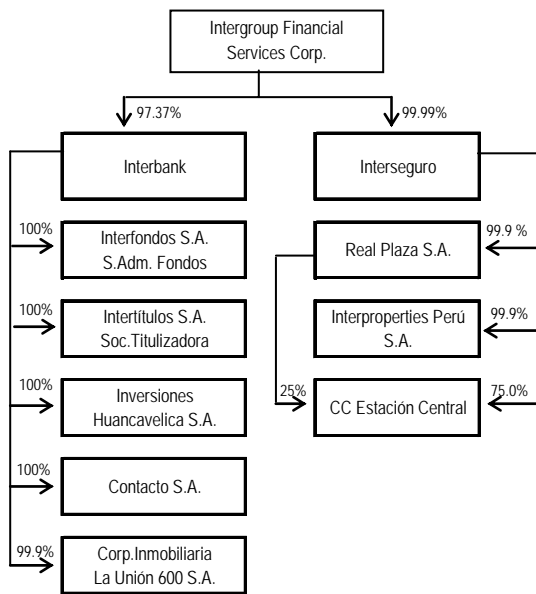 Intergroup Financial
Services Corp.
97.37%
99.99%
Interbank
Interseguro
100%
Interfondos S.A.
S.Adm. Fondos
Real Plaza S.A.
99.9 %
100%
Intertítulos S.A.
Soc.Titulizadora
Interproperties Perú
S.A.
99.9%
100%
Inversiones
Huancavelica S.A.
25%
CC Estación Central
75.0%
100%
Contacto S.A.
99.9%
Corp.Inmobiliaria
La Unión 600 S.A.